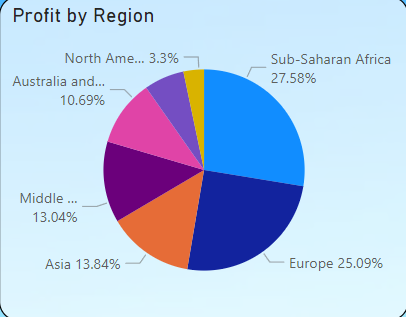 Profit by Region
North Ame... 3.3%
Sub-Saharan Africa
27.58%
Australia and...
10.69%
Middle ...
13.04%
Asia 13.84%
Europe 25.09%